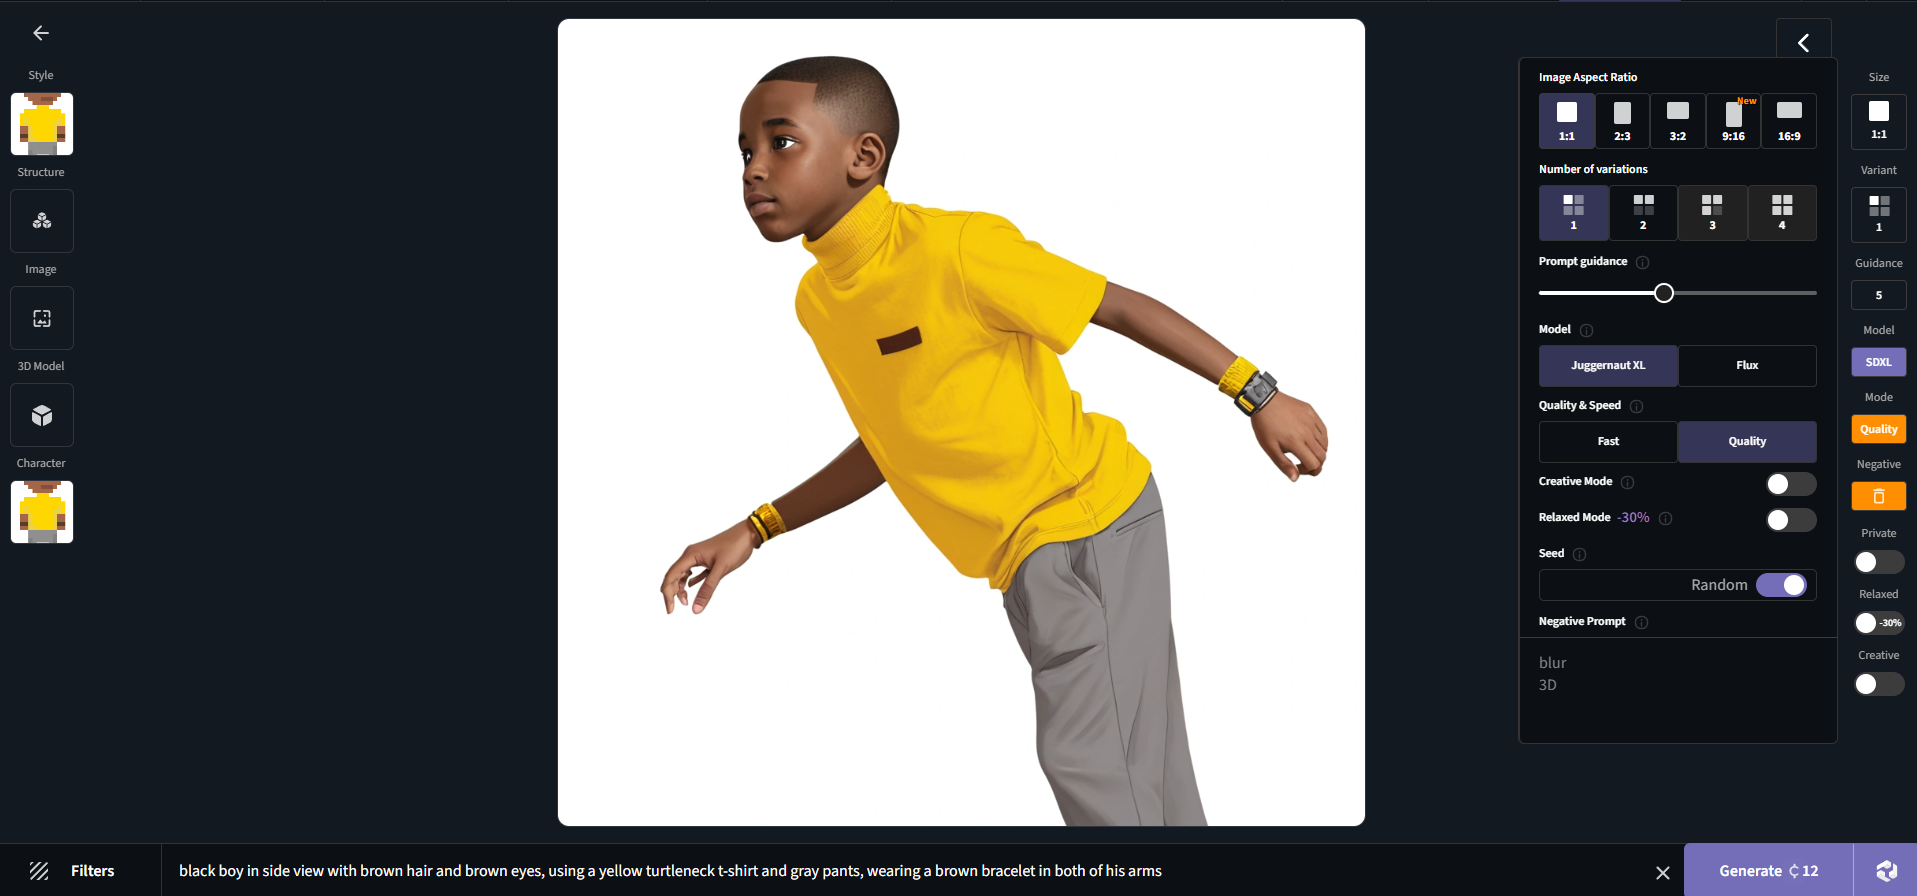 Style
Structure
Image
3D Model
Character
Image Aspect Ratio
New
1:1
2:3
3:2
9:16
16:9
Number of variations
1
2
3
4
Prompt guidance
Model
Juggernaut XL
Flux
Quality & Speed
Fast
Quality
Creative Mode
Relaxed Mode -30%
Seed
Random
Negative Prompt
blur
3D
Size
1:1
Variant
1
Guidance
5
Model
SDXL
Mode
Quality
Negative
Private
Relaxed
-30%
Creative
Filters
black boy in side view with brown hair and brown eyes, using a yellow turtleneck t-shirt and gray pants, wearing a brown bracelet in both of his arms
Generate ₵ 12